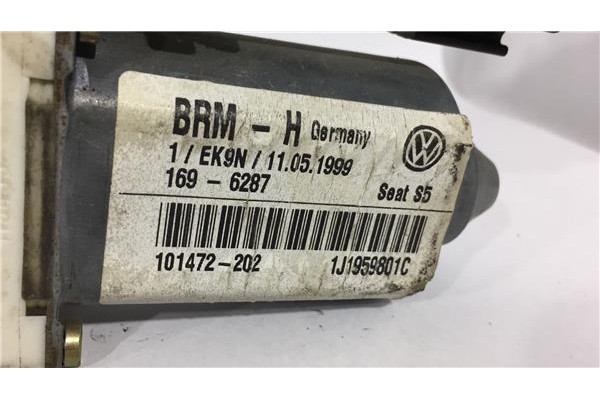 BRM - H Germany
1 / EK9N / 11.05.1999
169 - 6287 Seat S5
101472-202 1J1959801C